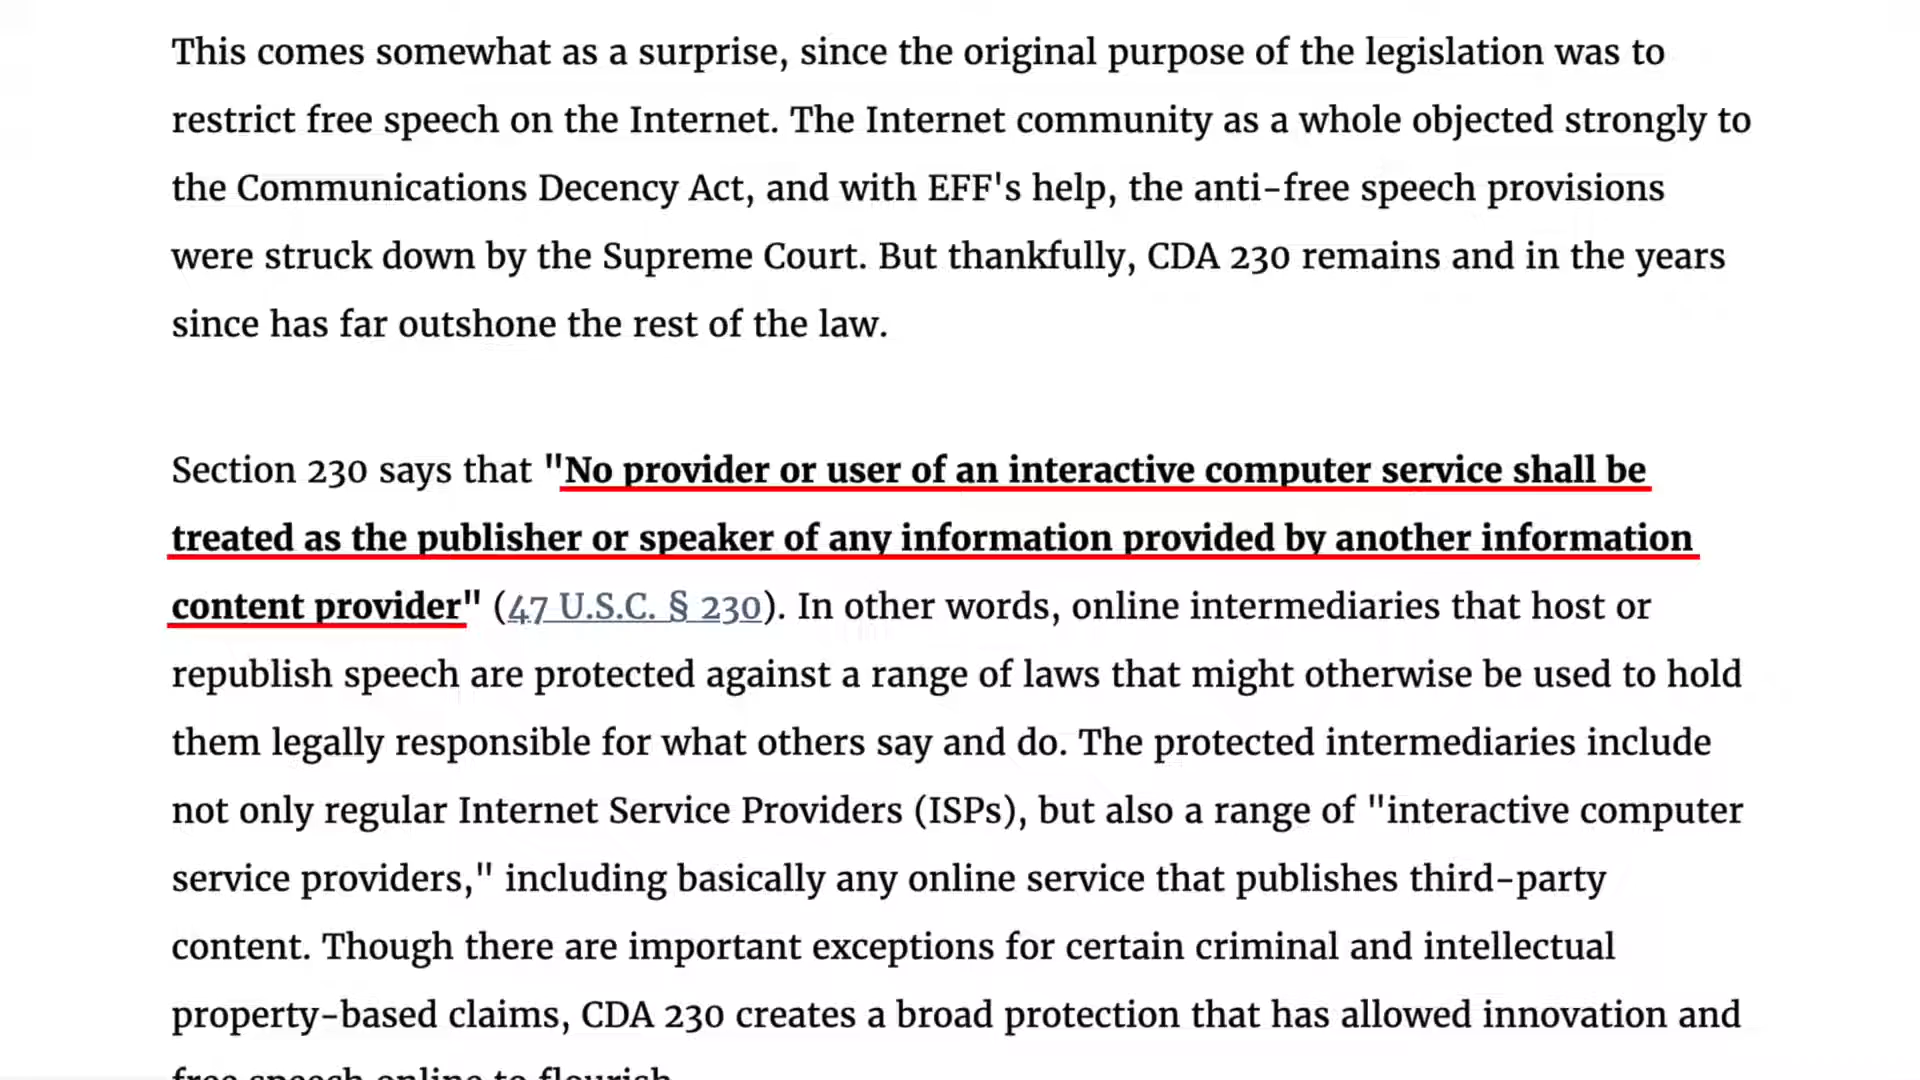 This comes somewhat as a surprise, since the original purpose of the legislation was to
restrict free speech on the Internet. The Internet community as a whole objected strongly to
the Communications Decency Act, and with EFF's help, the anti-free speech provisions
were struck down by the Supreme Court. But thankfully, CDA 230 remains and in the years
since has far outshone the rest of the law.
Section 230 says that "No provider or user of an interactive computer service shall be
treated as the publisher or speaker of any information provided by another information
content provider" (47 U.S.C. § 230). In other words, online intermediaries that host or
republish speech are protected against a range of laws that might otherwise be used to hold
them legally responsible for what others say and do. The protected intermediaries include
not only regular Internet Service Providers (ISPs), but also a range of "interactive computer
service providers," including basically any online service that publishes third-party
content. Though there are important exceptions for certain criminal and intellectual
property-based claims, CDA 230 creates a broad protection that has allowed innovation and
free speech online to flourish.